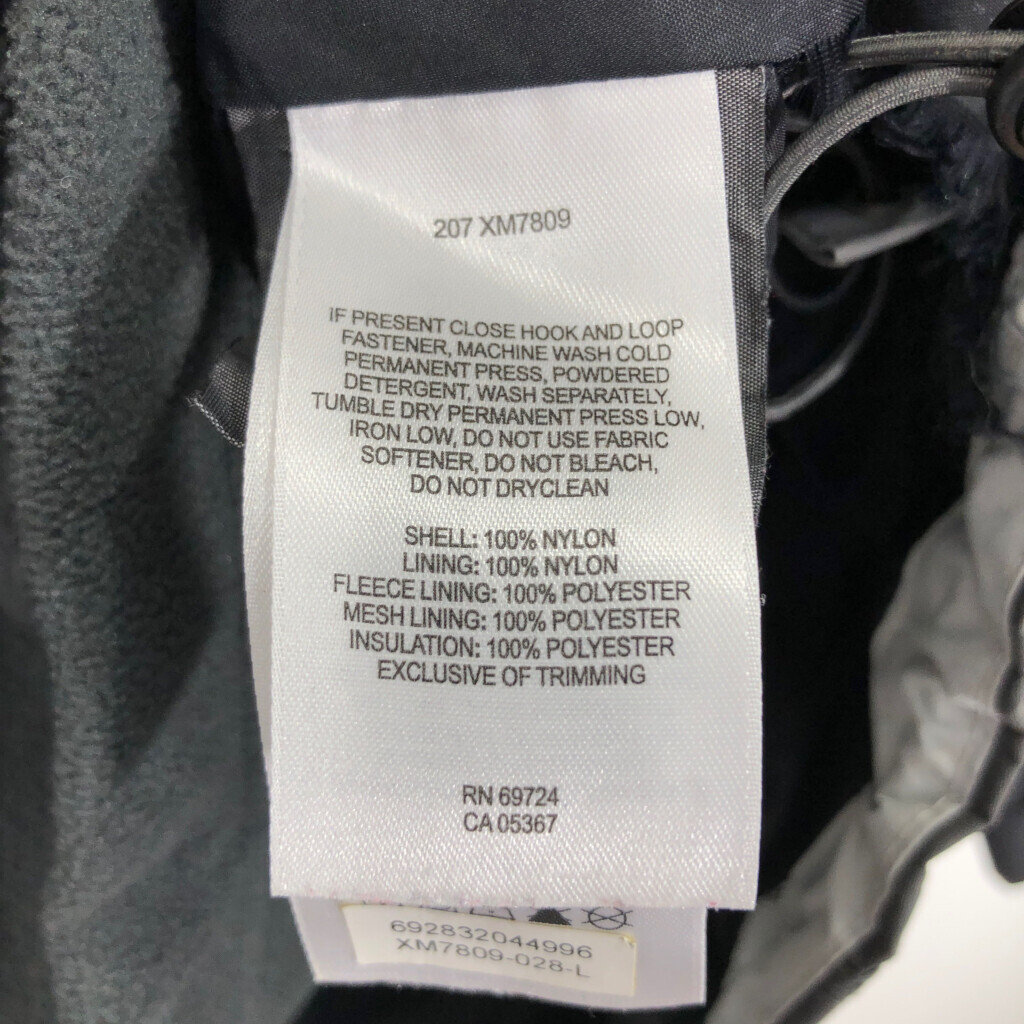 207 XM7809
IF PRESENT CLOSE HOOK AND LOOP
FASTENER, MACHINE WASH COLD
PERMANENT PRESS, POWDERED
DETERGENT, WASH SEPARATELY,
TUMBLE DRY PERMANENT PRESS LOW,
IRON LOW, DO NOT USE FABRIC
SOFTENER, DO NOT BLEACH,
DO NOT DRYCLEAN
SHELL: 100% NYLON
LINING: 100% NYLON
FLEECE LINING: 100% POLYESTER
MESH LINING: 100% POLYESTER
INSULATION: 100% POLYESTER
EXCLUSIVE OF TRIMMING
RN 69724
CA 05367
692832044996
XM7809-028-L